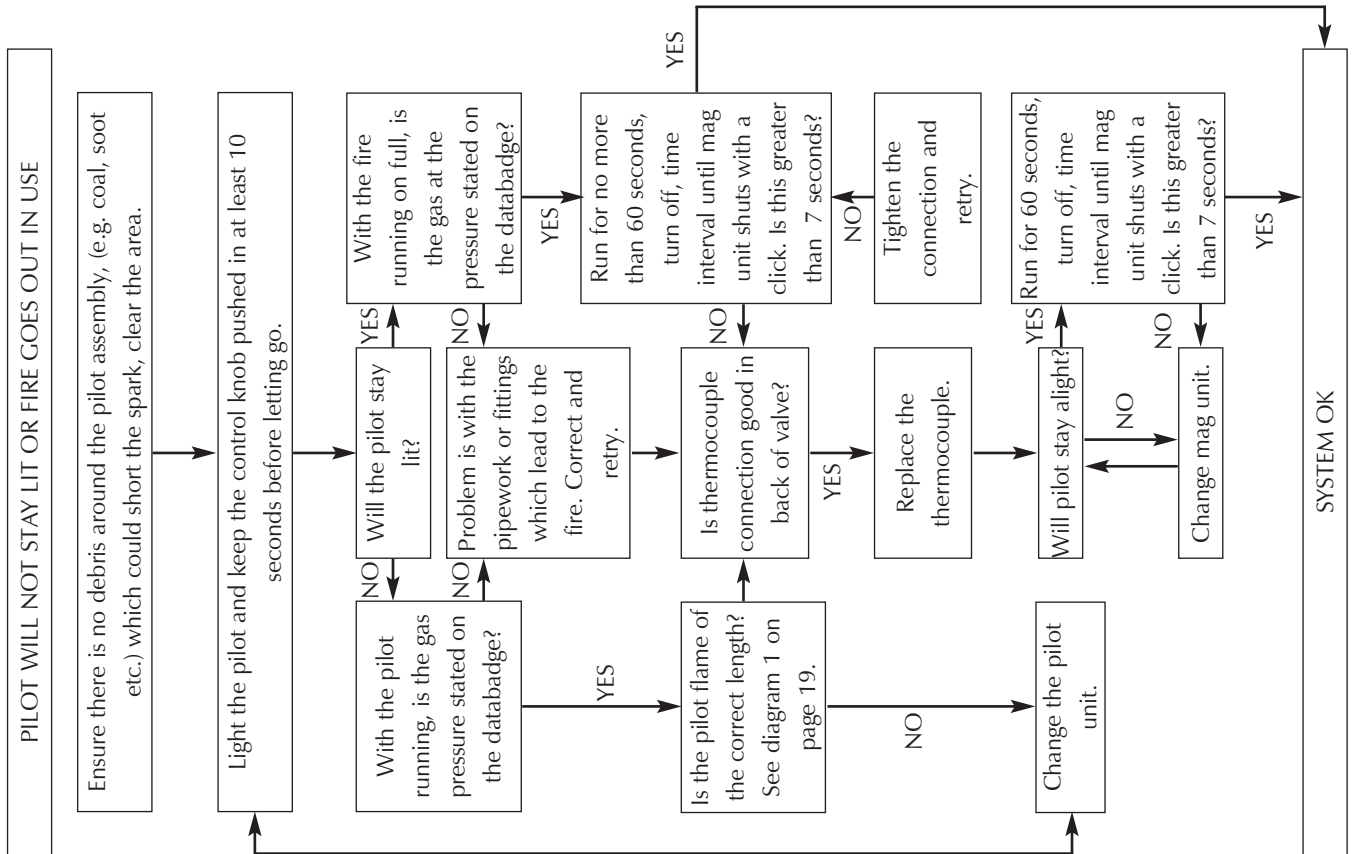 PILOT WILL NOT STAY LIT OR FIRE GOES OUT IN USE
Ensure there is no debris around the pilot assembly, (e.g. coal, soot
etc.) which could short the spark, clear the area.
Light the pilot and keep the control knob pushed in at least 10
seconds before letting go.
With the pilot
running, is the gas
pressure stated on
the databadge?
NO
Will the pilot stay
lit?
YES
With the fire
running on full, is
the gas at the
pressure stated on
the databadge?
NO
Problem is with the
pipework or fittings
which lead to the
fire. Correct and
retry.
NO
YES
YES
Is the pilot flame of
the correct length?
See diagram 1 on
page 19.
Is thermocouple
connection good in
back of valve?
NO
Run for no more
than 60 seconds,
turn off, time
interval until mag
unit shuts with a
click. Is this greater
than 7 seconds?
YES
NO
YES
NO
Replace the
thermocouple.
Tighten the
connection and
retry.
Change the pilot
unit.
Will pilot stay alight?
YES
Run for 60 seconds,
turn off, time
interval until mag
unit shuts with a
click. Is this greater
than 7 seconds?
NO
NO
Change mag unit.
YES
SYSTEM OK